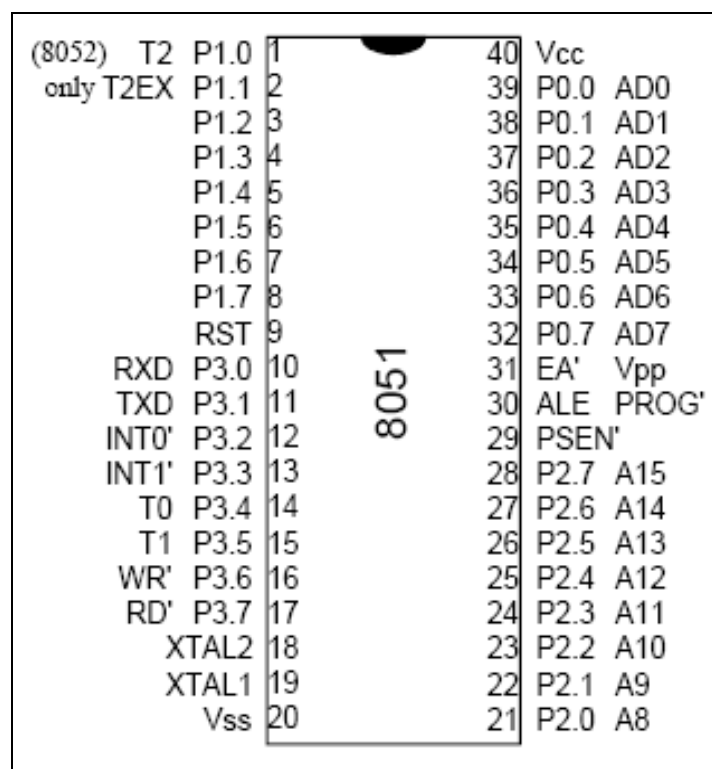 (8052) T2 P1.0 1 40 Vcc
only T2EX P1.1 2 39 P0.0 AD0
P1.2 3 38 P0.1 AD1
P1.3 4 37 P0.2 AD2
P1.4 5 36 P0.3 AD3
P1.5 6 35 P0.4 AD4
P1.6 7 34 P0.5 AD5
P1.7 8 33 P0.6 AD6
RST 9 32 P0.7 AD7
RXD P3.0 10 31 EA' Vpp
TXD P3.1 11 30 ALE PROG'
INT0' P3.2 12 29 PSEN'
INT1' P3.3 13 28 P2.7 A15
T0 P3.4 14 27 P2.6 A14
T1 P3.5 15 26 P2.5 A13
WR' P3.6 16 25 P2.4 A12
RD' P3.7 17 24 P2.3 A11
XTAL2 18 23 P2.2 A10
XTAL1 19 22 P2.1 A9
Vss 20 21 P2.0 A8
8051